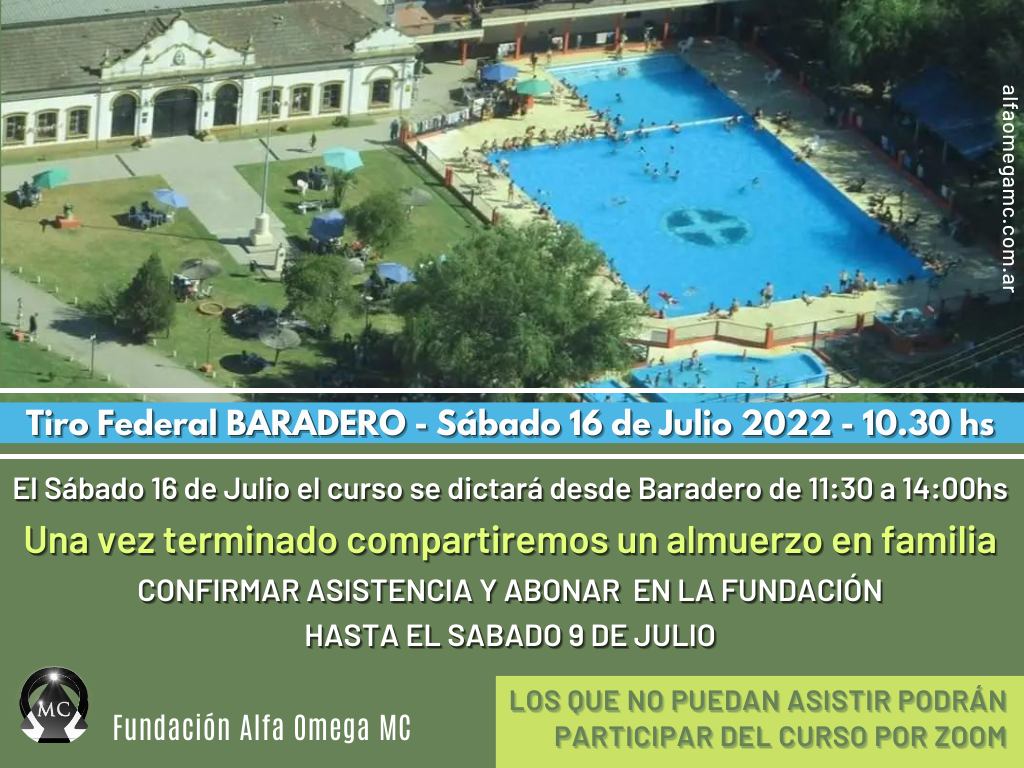 alfaomegamc.com.ar
Tiro Federal BARADERO - Sábado 16 de Julio 2022 - 10.30 hs
El Sábado 16 de Julio el curso se dictará desde Baradero de 11:30 a 14:00hs
Una vez terminado compartiremos un almuerzo en familia
CONFIRMAR ASISTENCIA Y ABONAR EN LA FUNDACIÓN
HASTA EL SABADO 9 DE JULIO
MC
Fundación Alfa Omega MC
LOS QUE NO PUEDAN ASISTIR PODRÁN
PARTICIPAR DEL CURSO POR ZOOM